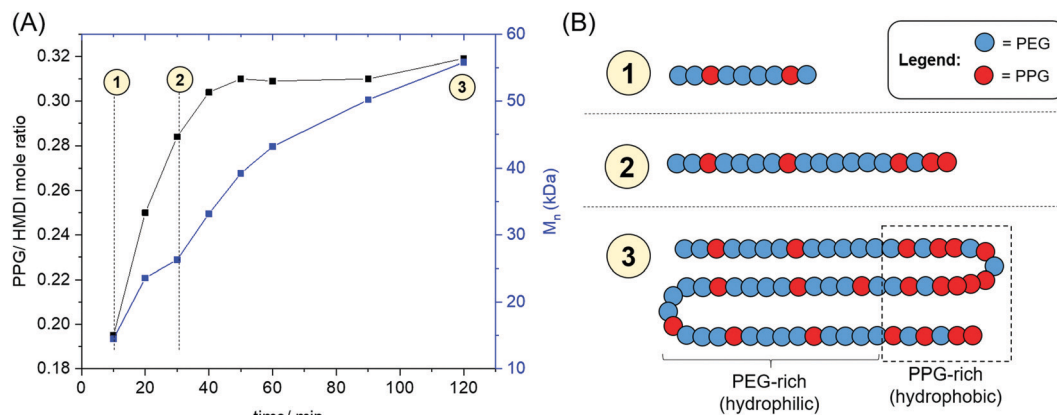 (A)
PPG/ HMDI mole ratio
0.32
0.30
0.28
0.26
0.24
0.22
0.20
0.18
0
20
40
60
80
100
120
time/ min
60
50
40
30
20
10
Mn (kDa)
1
2
3
(B)
Legend:
= PEG
= PPG
1
2
3
PEG-rich
(hydrophilic)
PPG-rich
(hydrophobic)